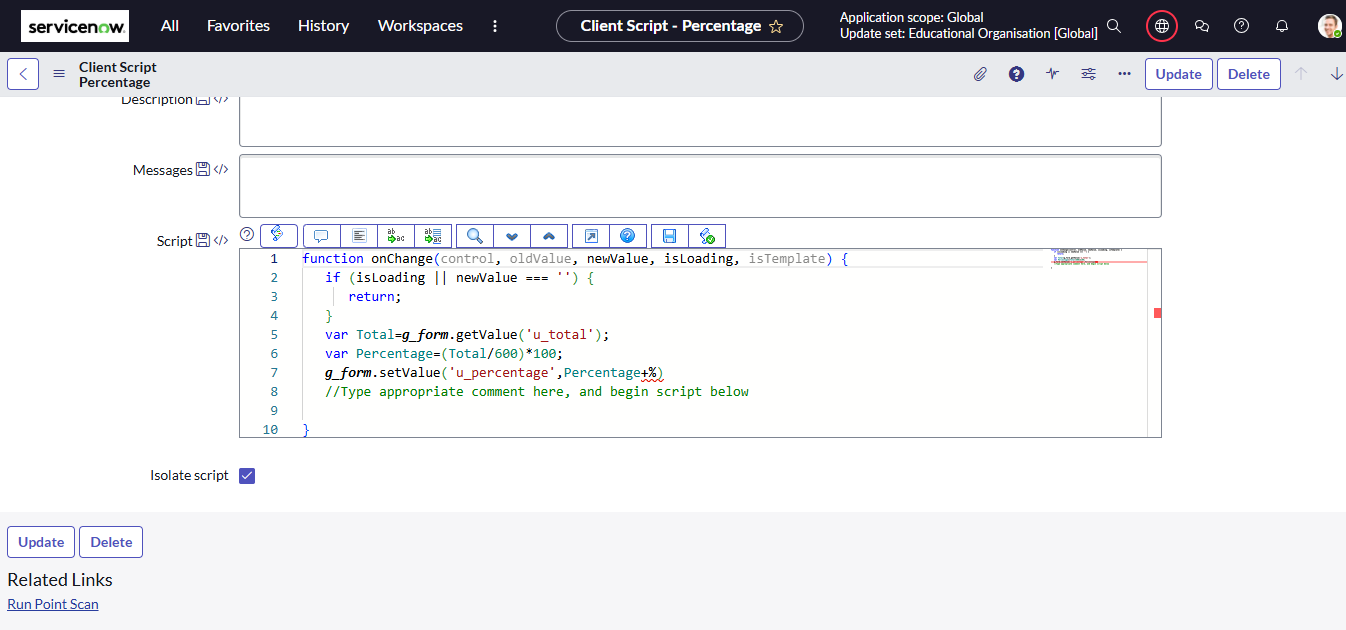 servicenow.
All Favorites History Workspaces
Client Script - Percentage
Application scope: Global
Update set: Educational Organisation [Global]
Client Script
Percentage
Update Delete
Description
Messages
Script
1 function onChange(control, oldValue, newValue, isLoading, isTemplate) {
2 if (isLoading || newValue === '') {
3 return;
4 }
5 var Total=g_form.getValue('u_total');
6 var Percentage=(Total/600)*100;
7 g_form.setValue('u_percentage',Percentage+%)
8 //Type appropriate comment here, and begin script below
9
10 }
Isolate script
Update Delete
Related Links
Run Point Scan